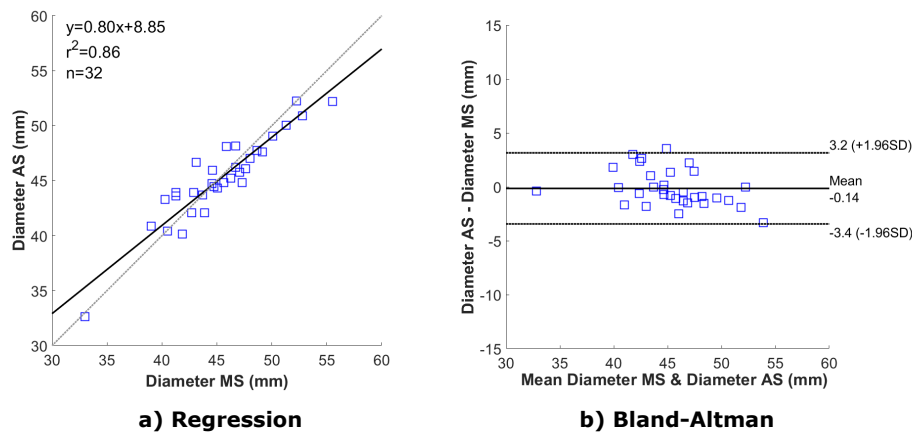 y=0.80x+8.85
r²=0.86
n=32
60
55
50
45
40
35
30
Diameter AS (mm)
30 35 40 45 50 55 60
Diameter MS (mm)
a) Regression
15
10
5
0
-5
-10
-15
Diameter AS - Diameter MS (mm)
3.2 (+1.96SD)
Mean
-0.14
-3.4 (-1.96SD)
30 35 40 45 50 55 60
Mean Diameter MS & Diameter AS (mm)
b) Bland-Altman